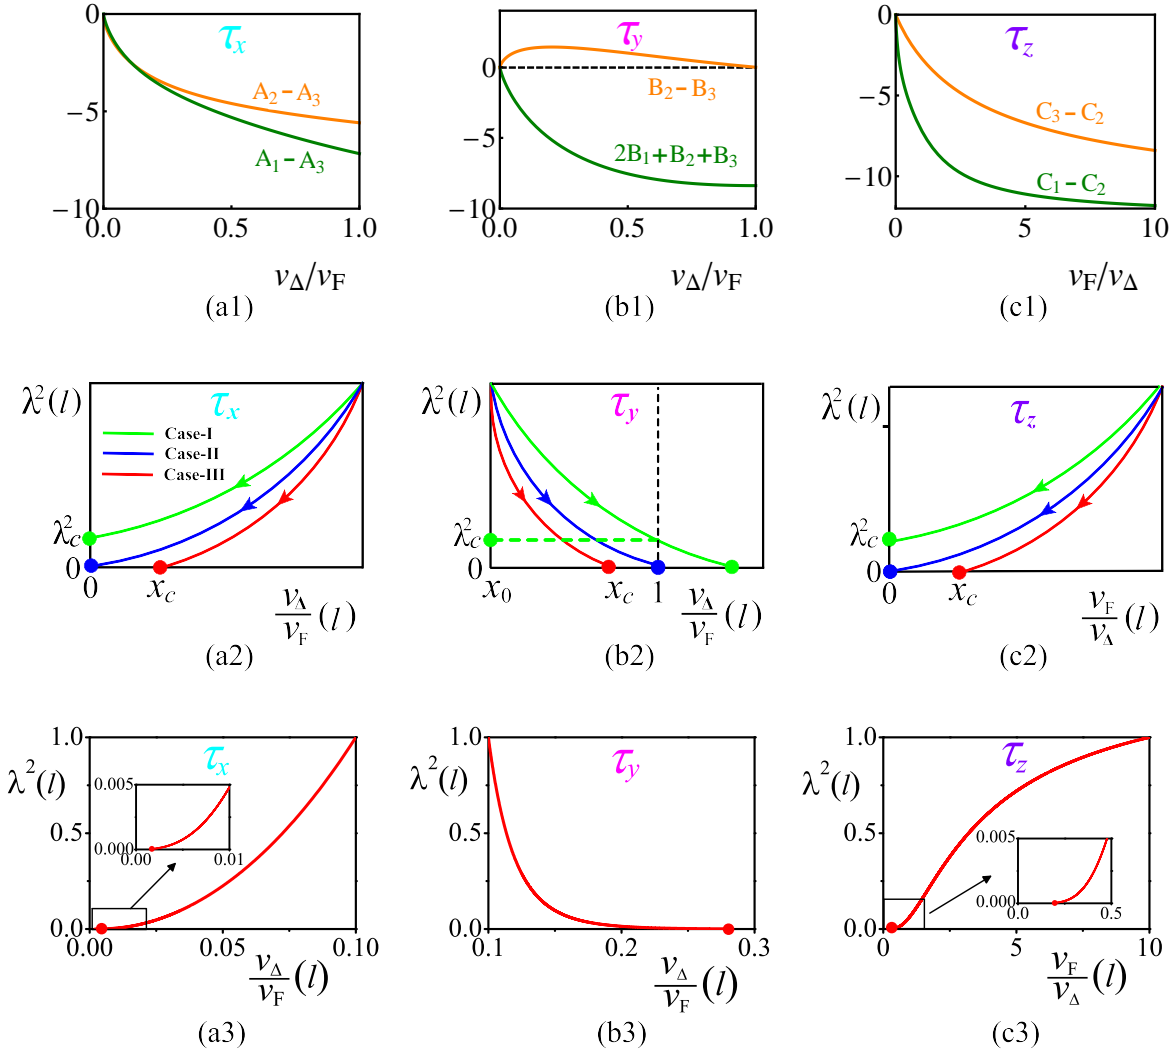 0
−5
−10
0.0 0.5 1.0
τx
A2−A3
A1−A3
vΔ/vF
(a1)
0
−5
−10
0.0 0.5 1.0
τy
B2−B3
2B1+B2+B3
vΔ/vF
(b1)
0
−5
−10
0 5 10
τz
C3−C2
C1−C2
vF/vΔ
(c1)
λ²(l)
τx
Case-I
Case-II
Case-III
λ²c
0
0 xc
vΔ/vF (l)
(a2)
λ²(l)
τy
λ²c
0
x0 xc 1
vΔ/vF (l)
(b2)
λ²(l)
τz
λ²c
0
0 xc
vF/vΔ (l)
(c2)
1.0
λ²(l)
0.5
0.0
τx
0.005
0.000
0.00 0.01
0.00 0.05 0.10
vΔ/vF (l)
(a3)
1.0
λ²(l)
0.5
0.0
τy
0.1 0.2 0.3
vΔ/vF (l)
(b3)
1.0
λ²(l)
0.5
0.0
τz
0.005
0.000
0.0 0.5
0 5 10
vF/vΔ (l)
(c3)